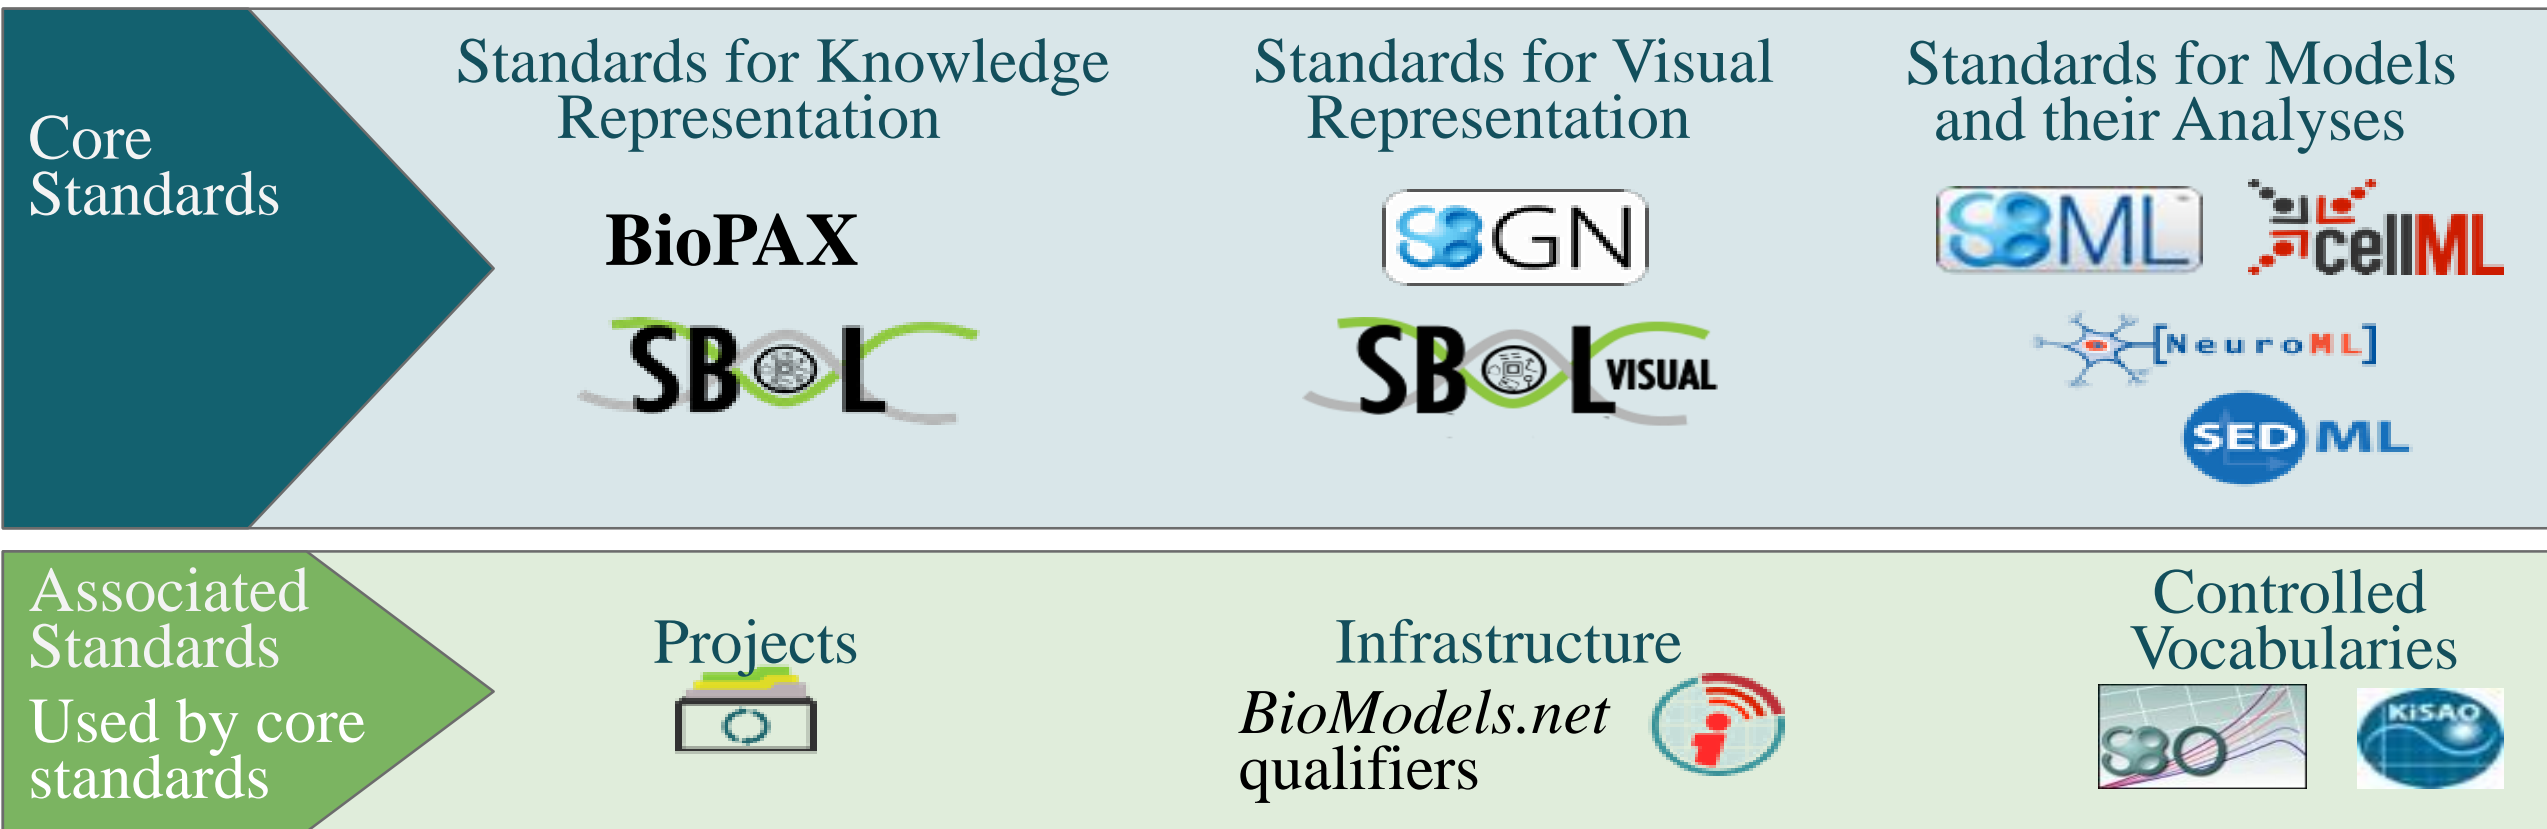 Core
Standards
Standards for Knowledge
Representation
BioPAX
SBOL
Standards for Visual
Representation
SBGN
SBOL VISUAL
Standards for Models
and their Analyses
SBML
cellML
[NeuroML]
SED ML
Associated
Standards
Used by core
standards
Projects
Infrastructure
BioModels.net
qualifiers
Controlled
Vocabularies
SBO
KiSAO